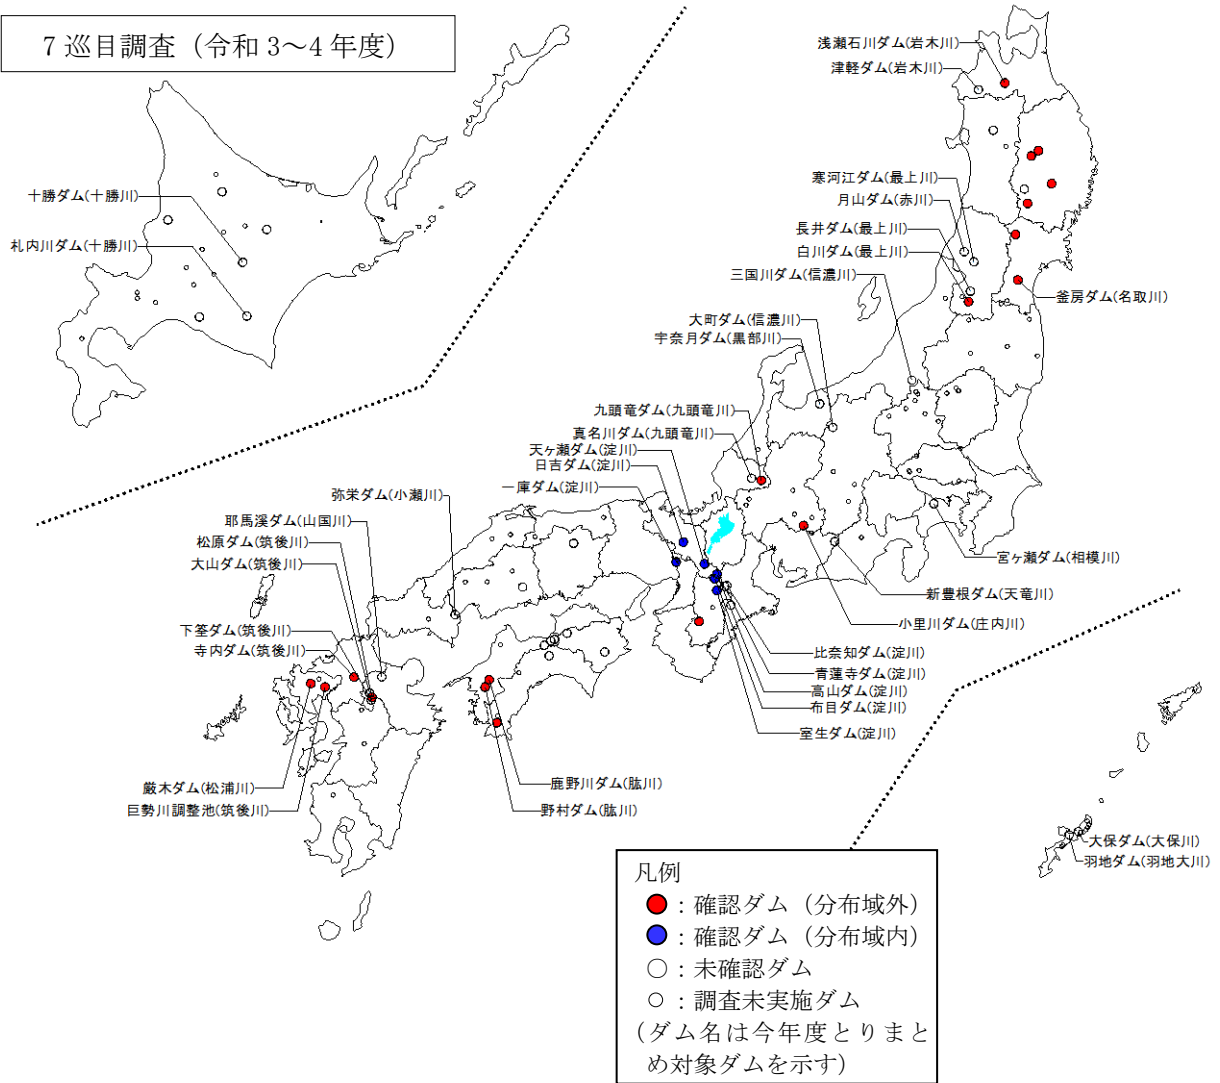 7巡目調査（令和3～4年度）
浅瀬石川ダム(岩木川)
津軽ダム(岩木川)
十勝ダム(十勝川)
札内川ダム(十勝川)
寒河江ダム(最上川)
月山ダム(赤川)
長井ダム(最上川)
白川ダム(最上川)
三国川ダム(信濃川)
釜房ダム(名取川)
大町ダム(信濃川)
宇奈月ダム(黒部川)
九頭竜ダム(九頭竜川)
真名川ダム(九頭竜川)
天ヶ瀬ダム(淀川)
日吉ダム(淀川)
一庫ダム(淀川)
弥栄ダム(小瀬川)
耶馬溪ダム(山国川)
松原ダム(筑後川)
大山ダム(筑後川)
下筌ダム(筑後川)
寺内ダム(筑後川)
宮ヶ瀬ダム(相模川)
新豊根ダム(天竜川)
小里川ダム(庄内川)
比奈知ダム(淀川)
青蓮寺ダム(淀川)
高山ダム(淀川)
布目ダム(淀川)
室生ダム(淀川)
厳木ダム(松浦川)
巨勢川調整池(筑後川)
鹿野川ダム(肱川)
野村ダム(肱川)
大保ダム(大保川)
羽地ダム(羽地大川)
凡例
：確認ダム（分布域外）
：確認ダム（分布域内）
：未確認ダム
：調査未実施ダム
（ダム名は今年度とりまと
め対象ダムを示す）